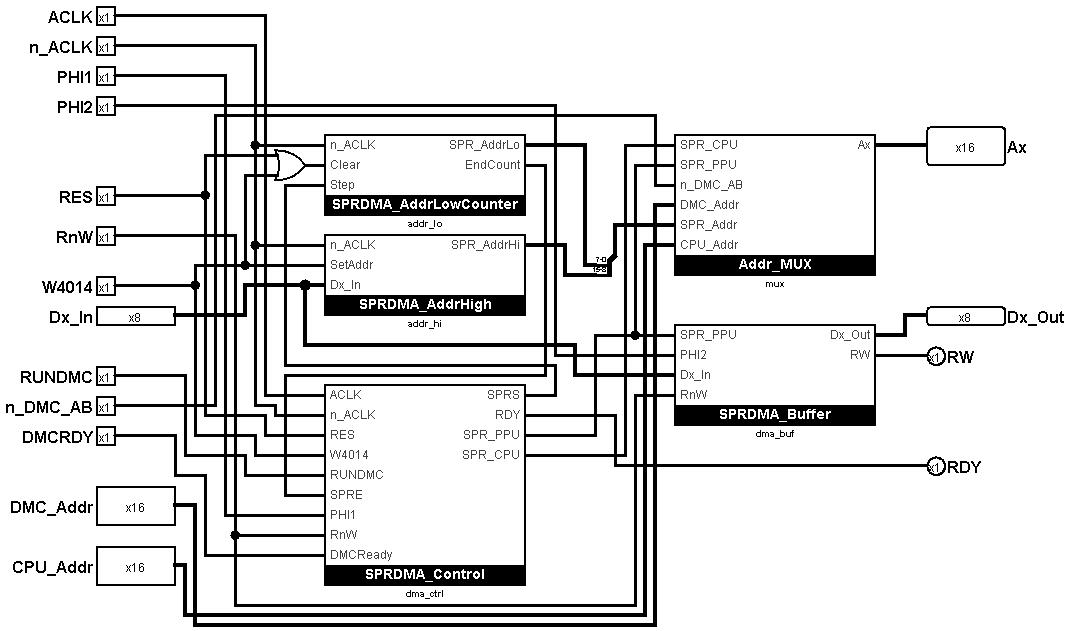 ACLK x1
n_ACLK x1
PHI1 x1
PHI2 x1
RES x1
RnW x1
W4014 x1
Dx_In x8
RUNDMC x1
n_DMC_AB x1
DMCRDY x1
DMC_Addr x16
CPU_Addr x16
n_ACLK SPR_AddrLo
Clear EndCount
Step
SPRDMA_AddrLowCounter
addr_lo
n_ACLK SPR_AddrHi
SetAddr
Dx_In
SPRDMA_AddrHigh
addr_hi
7-0
15-8
ACLK SPRS
n_ACLK RDY
RES SPR_PPU
W4014 SPR_CPU
RUNDMC
SPRE
PHI1
RnW
DMCReady
SPRDMA_Control
dma_ctrl
SPR_CPU Ax
SPR_PPU
n_DMC_AB
DMC_Addr
SPR_Addr
CPU_Addr
Addr_MUX
mux
SPR_PPU Dx_Out
PHI2 RW
Dx_In
RnW
SPRDMA_Buffer
dma_buf
x16 Ax
x8 Dx_Out
x1 RW
x1 RDY